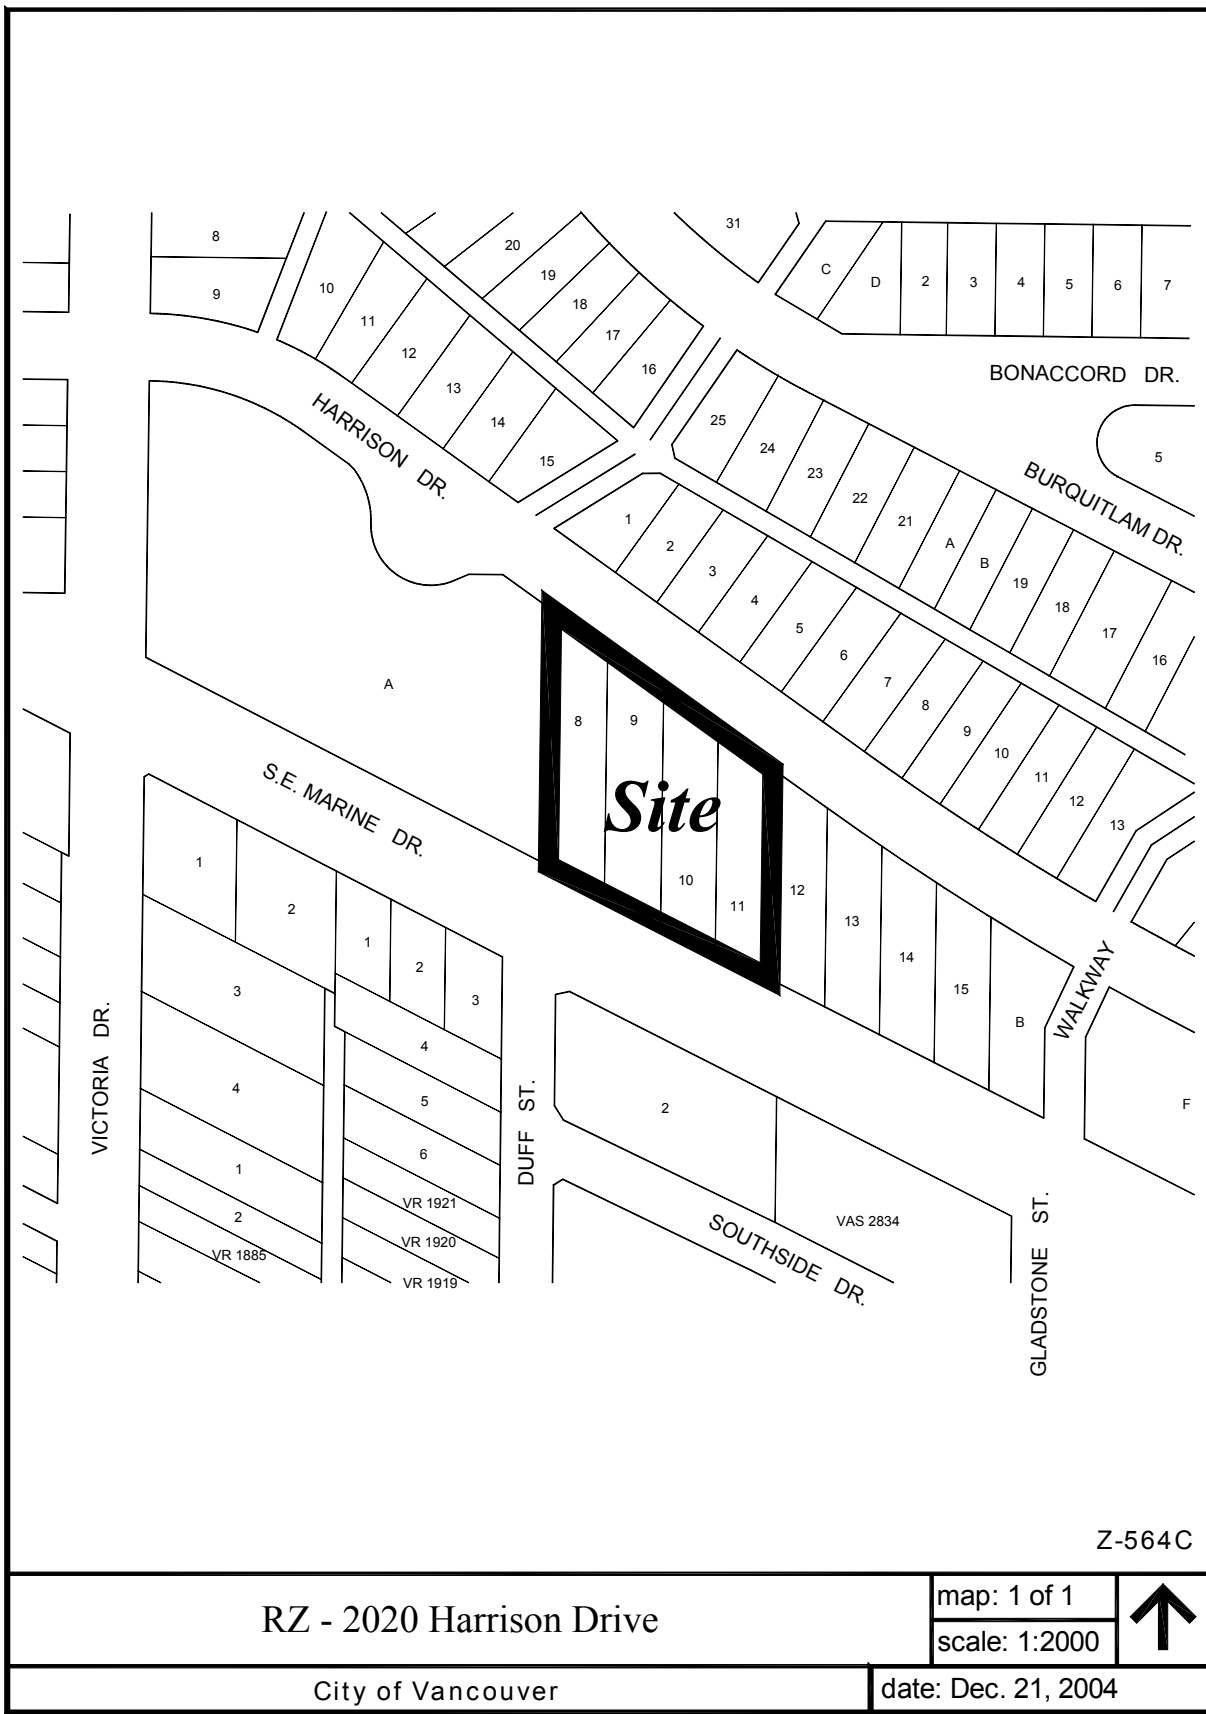 8
31
20
C
D
2
3
4
5
6
7
9
10
19
18
17
16
11
12
13
14
15
BONACCORD DR.
HARRISON DR.
25
24
23
22
21
A
B
19
18
17
16
5
BURQUITLAM DR.
1
2
3
4
5
6
7
8
9
10
11
12
13
A
8
9
10
11
Site
12
13
14
15
B
S.E. MARINE DR.
WALKWAY
F
1
2
3
4
1
2
VR 1885
1
2
3
4
5
6
VR 1921
VR 1920
VR 1919
VICTORIA DR.
DUFF ST.
2
VAS 2834
SOUTHSIDE DR.
GLADSTONE ST.
Z-564C
RZ - 2020 Harrison Drive
map: 1 of 1
scale: 1:2000
City of Vancouver
date: Dec. 21, 2004